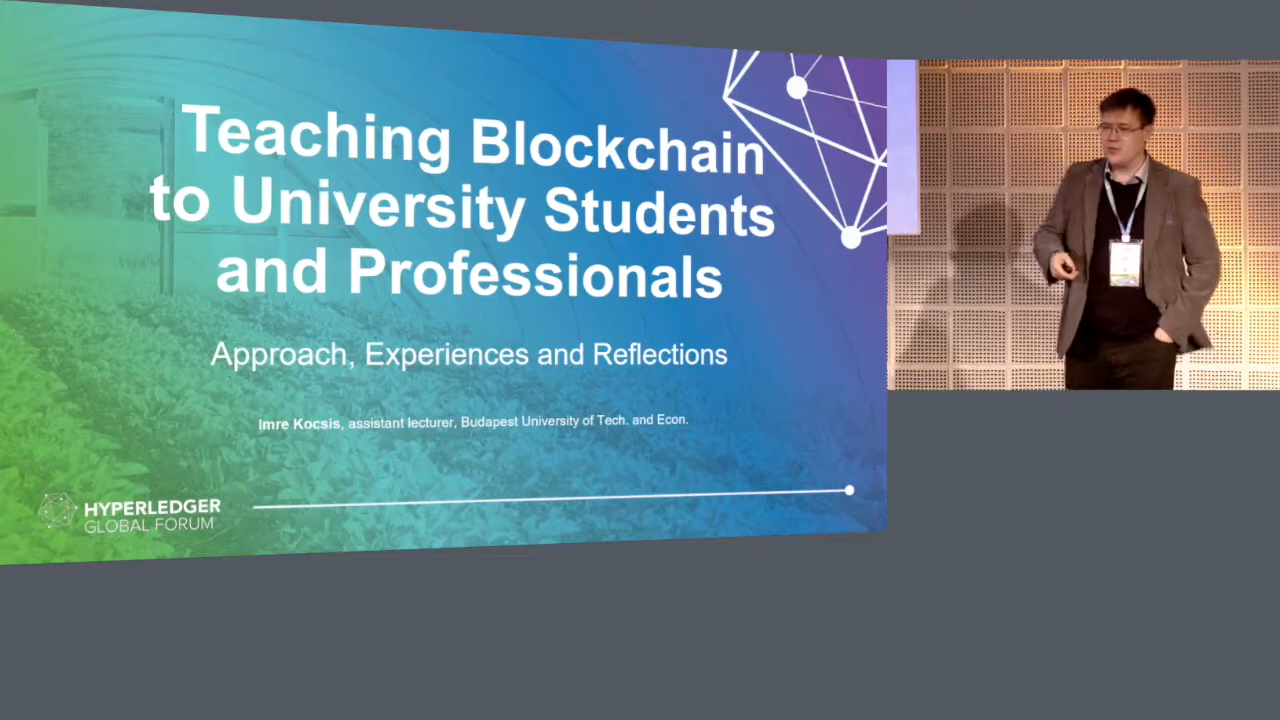 Teaching Blockchain
to University Students
and Professionals
Approach, Experiences and Reflections
Imre Kocsis, assistant lecturer, Budapest University of Tech. and Econ.
HYPERLEDGER
GLOBAL FORUM